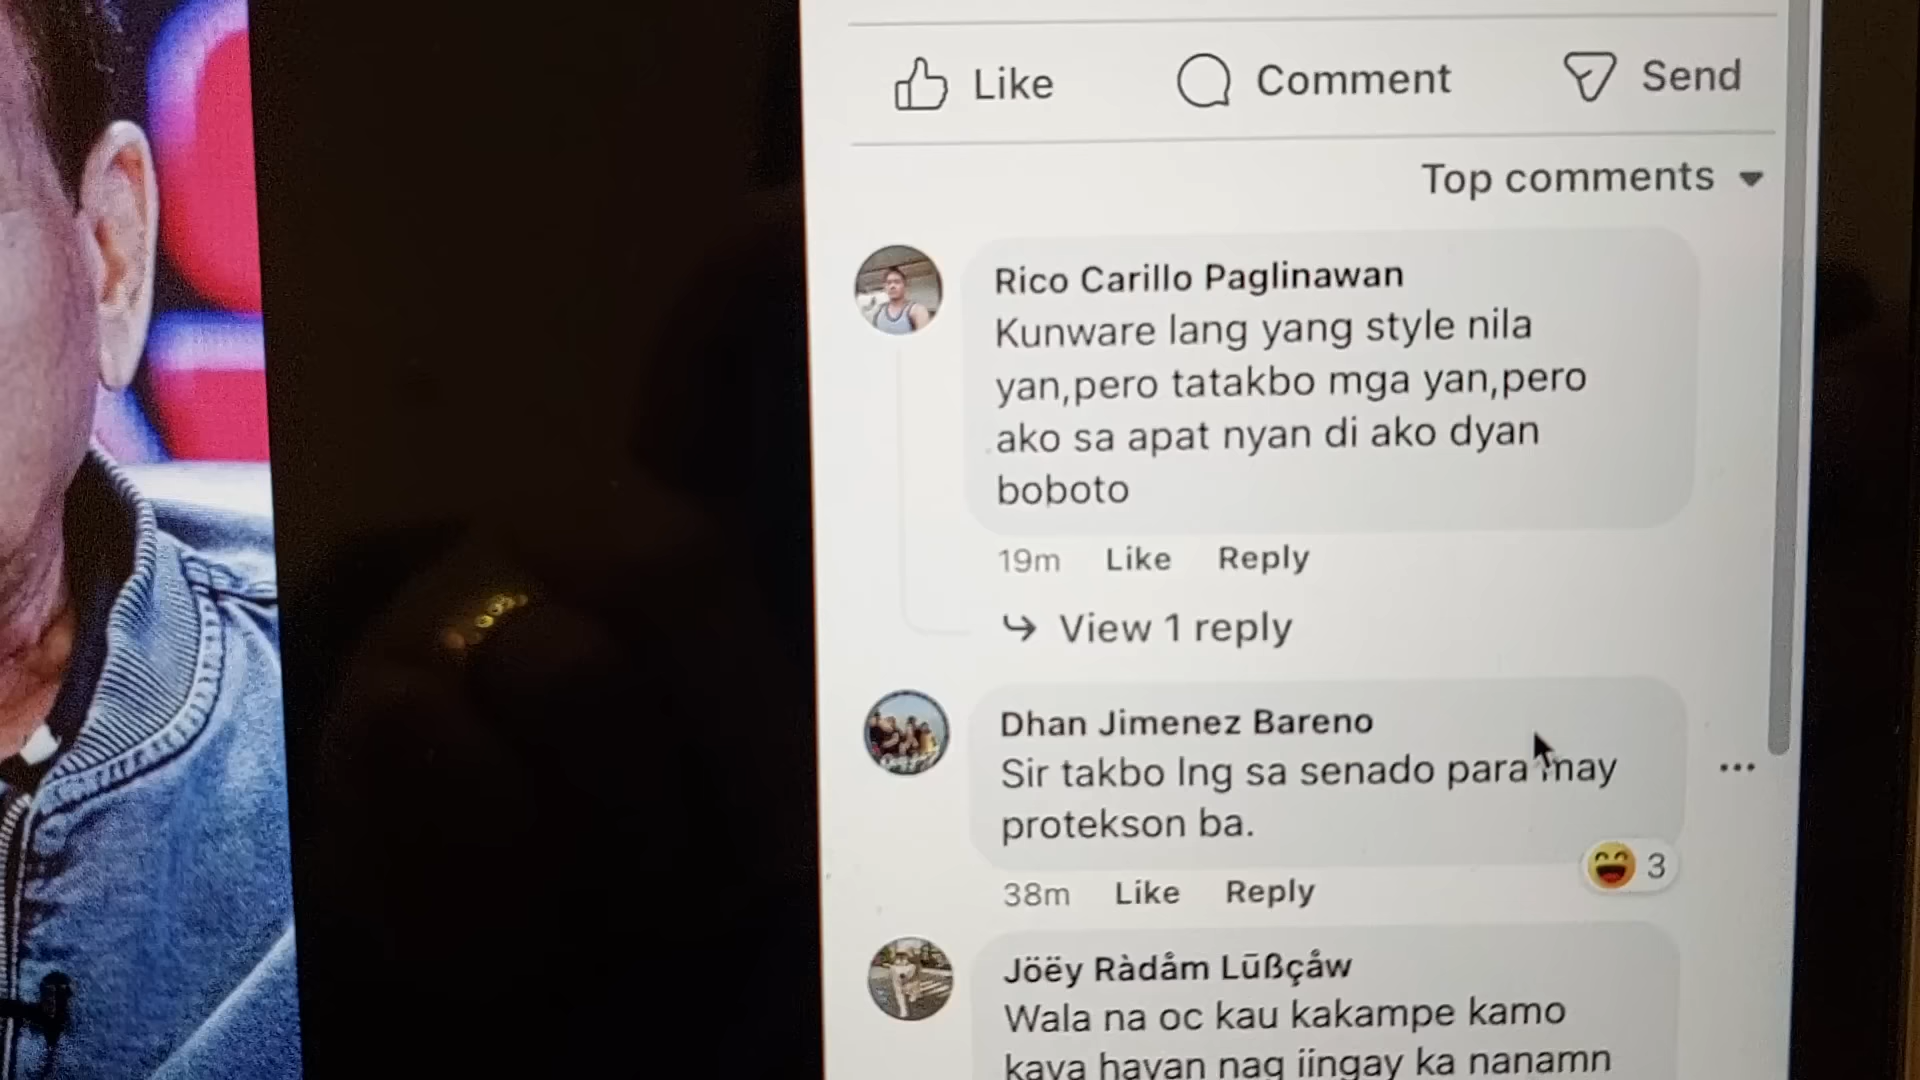 Like Comment Send
Top comments
Rico Carillo Paglinawan
Kunware lang yang style nila
yan,pero tatakbo mga yan,pero
ako sa apat nyan di ako dyan
boboto
19m Like Reply
View 1 reply
Dhan Jimenez Bareno
Sir takbo lng sa senado para may
protekson ba.
3
38m Like Reply
Jöëy Ràdåm Lūßçåw
Wala na oc kau kakampe kamo
kaya hayan nag iingay ka nanamn